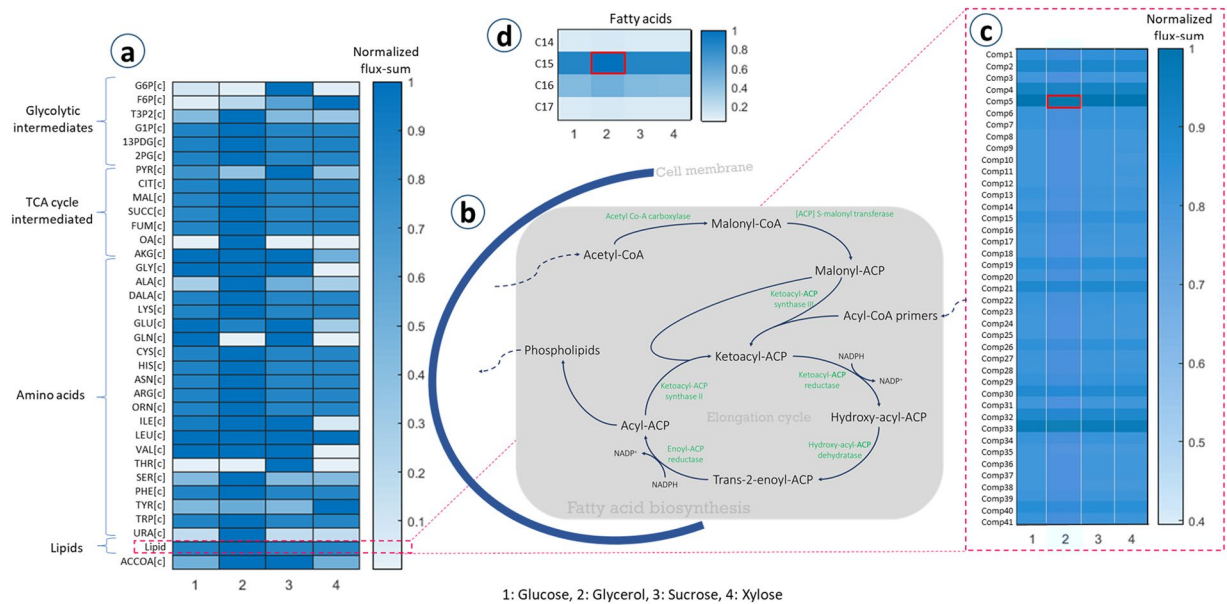 a
Normalized
flux-sum
Glycolytic
intermediates
TCA cycle
intermediated
Amino acids
Lipids
G6P[c]
F6P[c]
T3P2[c]
G1P[c]
13PDG[c]
2PG[c]
PYR[c]
CIT[c]
MAL[c]
SUCC[c]
FUM[c]
OA[c]
AKG[c]
GLY[c]
ALA[c]
DALA[c]
LYS[c]
GLU[c]
GLN[c]
CYS[c]
HIS[c]
ASN[c]
ARG[c]
ORN[c]
ILE[c]
LEU[c]
VAL[c]
THR[c]
SER[c]
PHE[c]
TYR[c]
TRP[c]
URA[c]
Lipid
ACCOA[c]
1 2 3 4
1
0.9
0.8
0.7
0.6
0.5
0.4
0.3
0.2
0.1
d
Fatty acids
C14
C15
C16
C17
1 2 3 4
1
0.8
0.6
0.4
0.2
b
Cell membrane
Acetyl Co-A carboxylase
Malonyl-CoA
[ACP] S-malonyl transferase
Acetyl-CoA
Malonyl-ACP
Ketoacyl-ACP
synthase III
Acyl-CoA primers
Phospholipids
Ketoacyl-ACP
NADPH
Ketoacyl-ACP
reductase
NADP+
Ketoacyl-ACP
synthase II
Elongation cycle
Hydroxy-acyl-ACP
Acyl-ACP
NADP+
Enoyl-ACP
reductase
Hydroxy-acyl-ACP
dehydratase
NADPH
Trans-2-enoyl-ACP
Fatty acid biosynthesis
c
Normalized
flux-sum
Comp1
Comp2
Comp3
Comp4
Comp5
Comp6
Comp7
Comp8
Comp9
Comp10
Comp11
Comp12
Comp13
Comp14
Comp15
Comp16
Comp17
Comp18
Comp19
Comp20
Comp21
Comp22
Comp23
Comp24
Comp25
Comp26
Comp27
Comp28
Comp29
Comp30
Comp31
Comp32
Comp33
Comp34
Comp35
Comp36
Comp37
Comp38
Comp39
Comp40
Comp41
1 2 3 4
1
0.9
0.8
0.7
0.6
0.5
0.4
1: Glucose, 2: Glycerol, 3: Sucrose, 4: Xylose